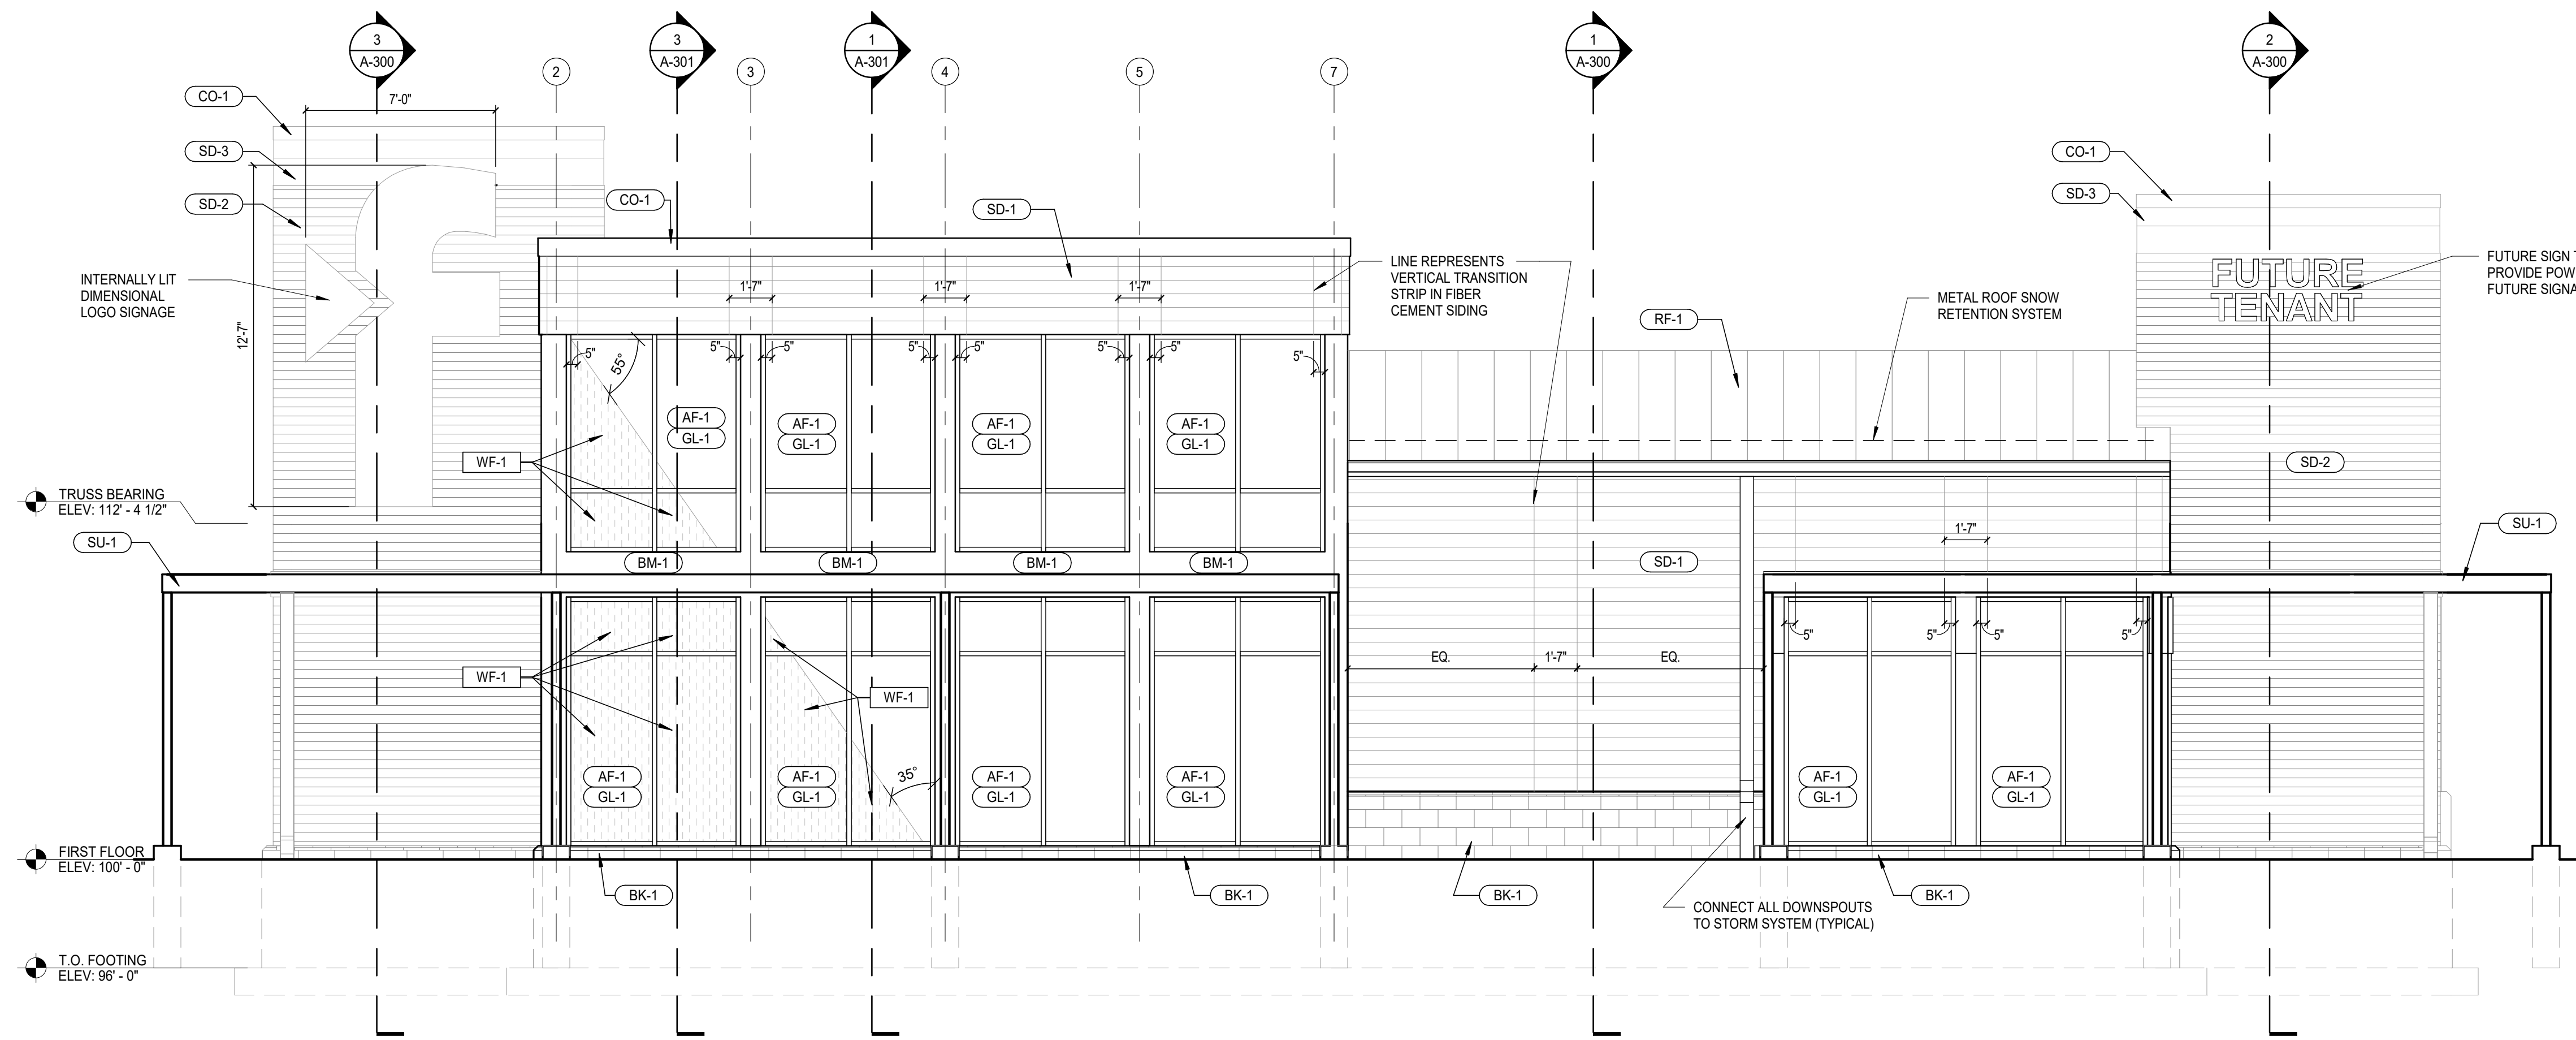 3
A-300
3
A-301
1
A-301
1
A-300
2
A-300
2
3
4
5
7
7'-0"
CO-1
SD-3
SD-2
12'-7"
INTERNALLY LIT
DIMENSIONAL
LOGO SIGNAGE
CO-1
SD-1
LINE REPRESENTS
VERTICAL TRANSITION
STRIP IN FIBER
CEMENT SIDING
1'-7"
1'-7"
1'-7"
METAL ROOF SNOW
RETENTION SYSTEM
RF-1
CO-1
SD-3
FUTURE
TENANT
FUTURE SIGN
PROVIDE
FUTURE
SD-2
5"
55°
5"
5"
5"
5"
5"
5"
5"
AF-1
GL-1
AF-1
GL-1
AF-1
GL-1
AF-1
GL-1
WF-1
TRUSS BEARING
ELEV: 112' - 4 1/2"
SU-1
BM-1
BM-1
BM-1
BM-1
SD-1
1'-7"
SU-1
5"
5"
5"
5"
EQ.
1'-7"
EQ.
WF-1
WF-1
35°
AF-1
GL-1
AF-1
GL-1
AF-1
GL-1
AF-1
GL-1
AF-1
GL-1
AF-1
GL-1
FIRST FLOOR
ELEV: 100' - 0"
BK-1
BK-1
BK-1
BK-1
CONNECT ALL DOWNSPOUTS
TO STORM SYSTEM (TYPICAL)
T.O. FOOTING
ELEV: 96' - 0"